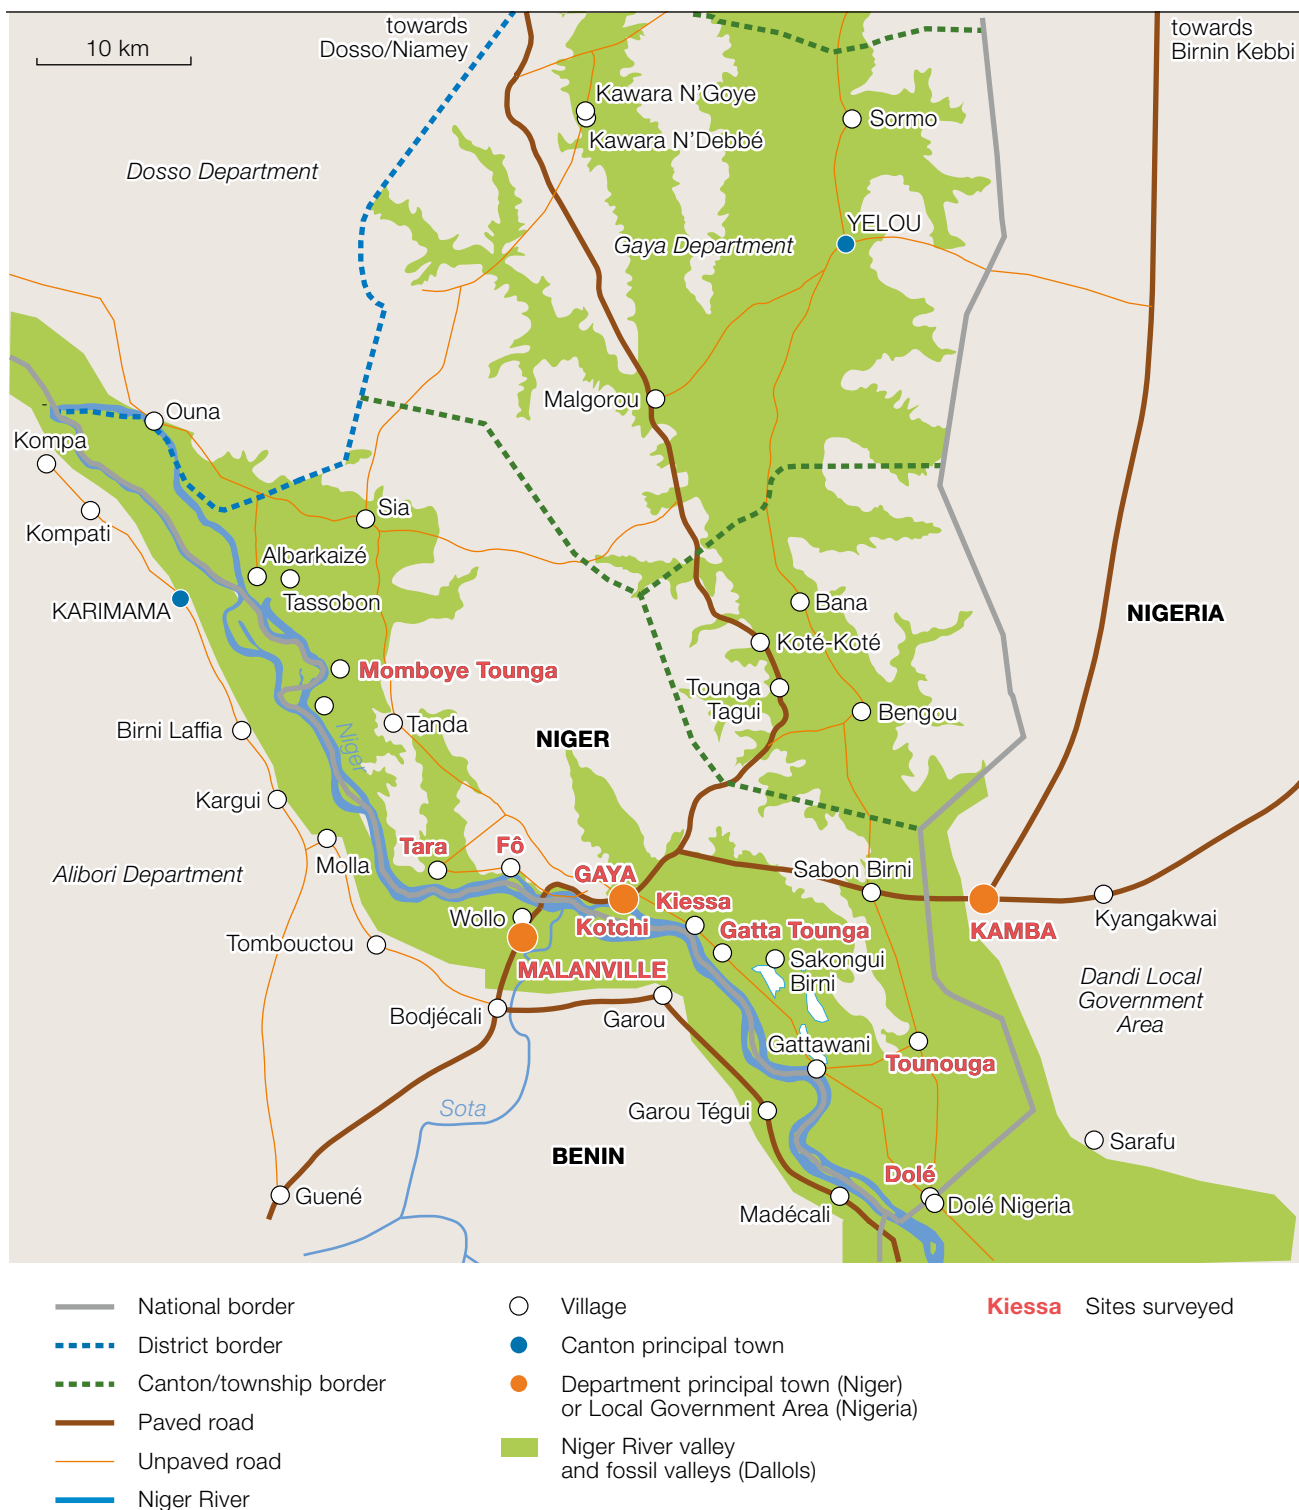 towards
Dosso/Niamey
towards
Birnin Kebbi
10 km
Kawara N'Goye
Kawara N'Debbé
Sormo
Dosso Department
YELOU
Gaya Department
Malgorou
Ouna
Kompa
Sia
Kompati
Albarkaizé
Tassobon
KARIMAMA
Bana
NIGERIA
Koté-Koté
Momboye Tounga
Tounga
Tagui
Bengou
Birni Laffia
Niger
Tanda
NIGER
Kargui
Tara
Fô
Molla
Alibori Department
GAYA
Sabon Birni
Kiessa
Wollo
Kotchi
Gatta Tounga
KAMBA
Kyangakwai
Tombouctou
MALANVILLE
Sakongui
Birni
Dandi Local
Government
Area
Bodjécali
Garou
Gattawani
Tounouga
Sota
Garou Tégui
Sarafu
BENIN
Dolé
Guené
Madécali
Dolé Nigeria
National border
District border
Canton/township border
Paved road
Unpaved road
Niger River
Village
Canton principal town
Department principal town (Niger)
or Local Government Area (Nigeria)
Niger River valley
and fossil valleys (Dallols)
Kiessa
Sites surveyed